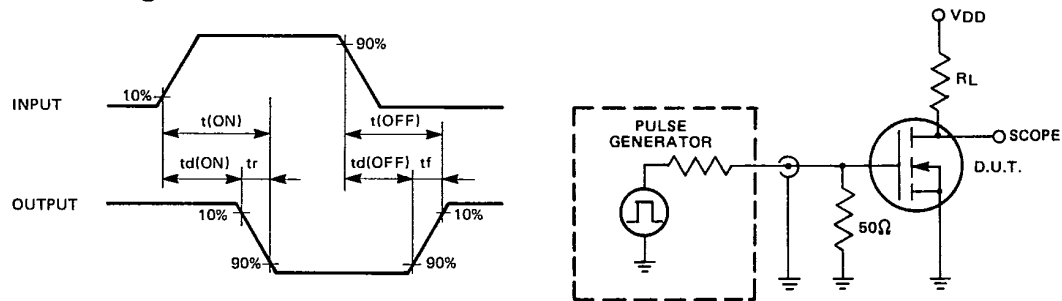 INPUT
10%
90%
t(ON)
t(OFF)
td(ON)
tr
td(OFF)
tf
OUTPUT
10%
90%
10%
90%
PULSE
GENERATOR
50Ω
VDD
RL
SCOPE
D.U.T.